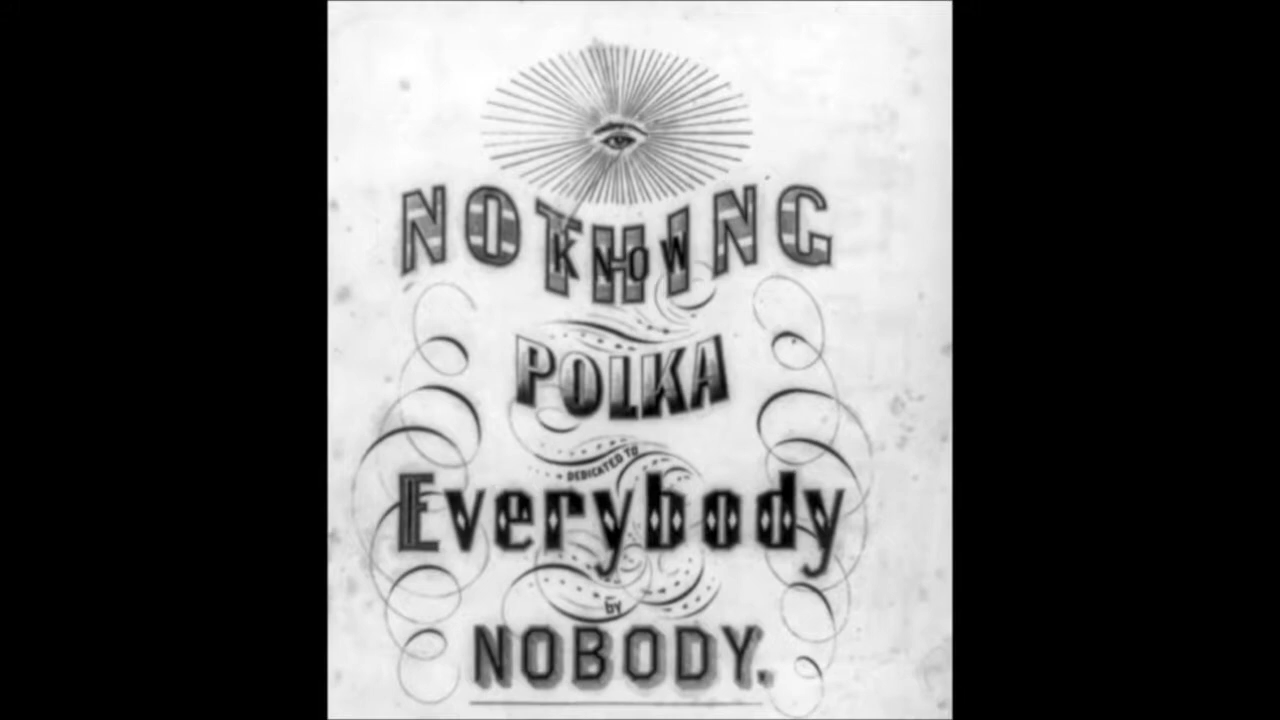 NOTHING
KNOW
POLKA
DEDICATED TO
Everybody
BY
NOBODY.